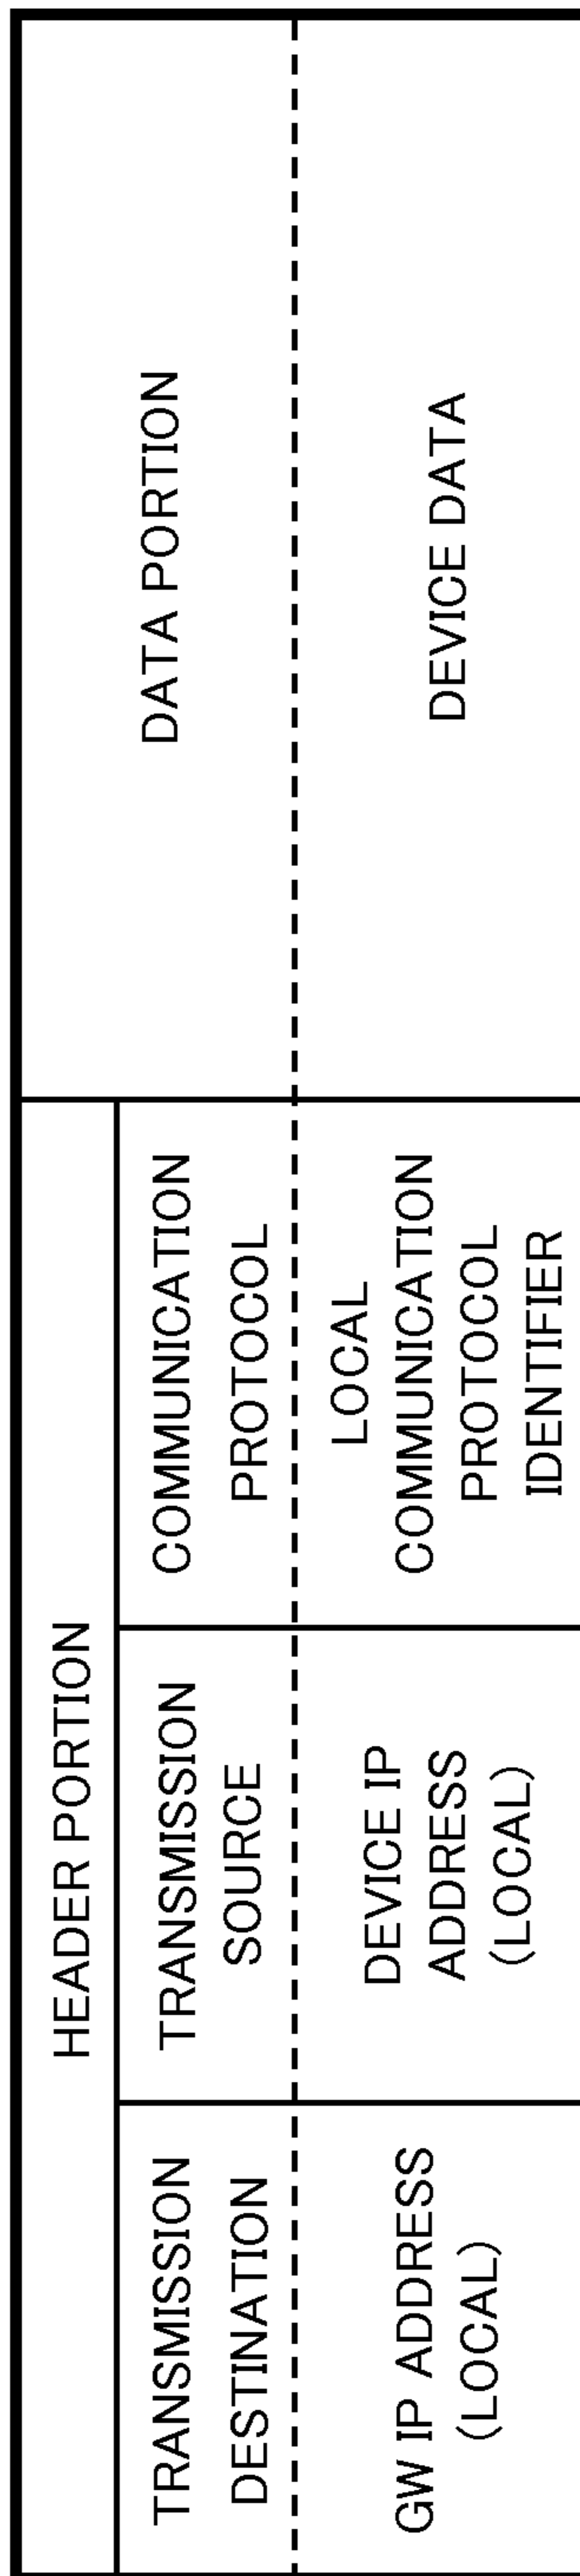 HEADER PORTION
TRANSMISSION
DESTINATION
TRANSMISSION
SOURCE
COMMUNICATION
PROTOCOL
DATA PORTION
GW IP ADDRESS
(LOCAL)
DEVICE IP
ADDRESS
(LOCAL)
LOCAL
COMMUNICATION
PROTOCOL
IDENTIFIER
DEVICE DATA